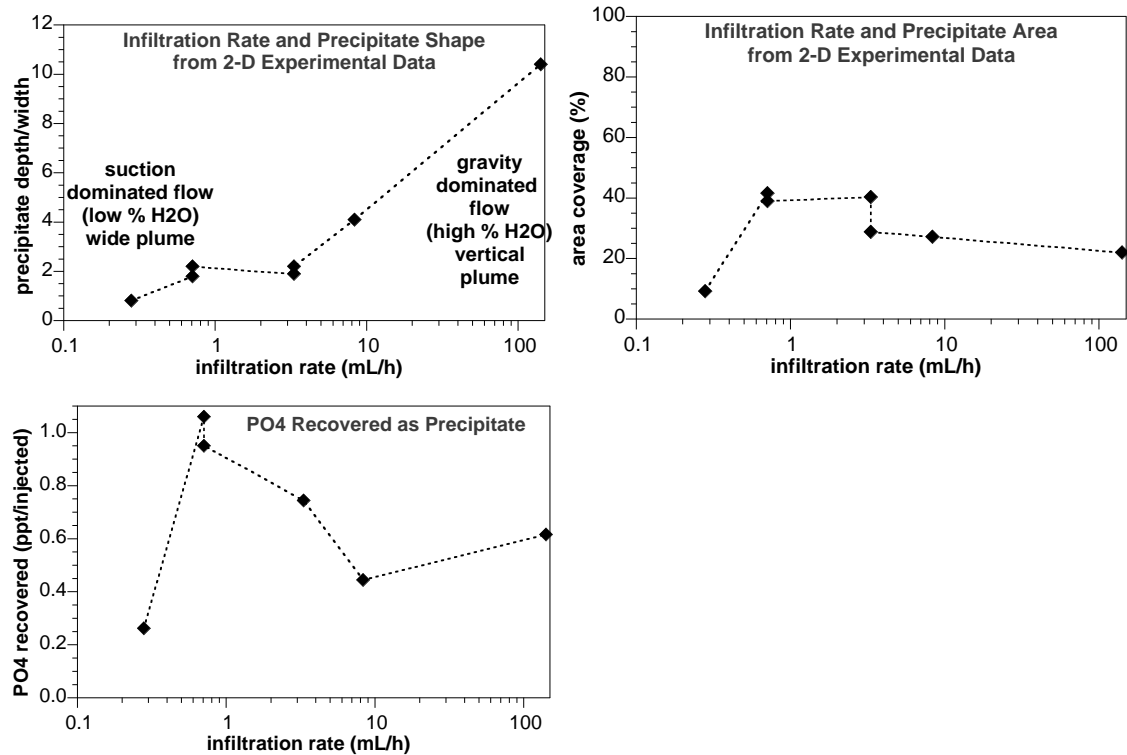 Infiltration Rate and Precipitate Shape
from 2-D Experimental Data
precipitate depth/width
12
10
8
6
4
2
0
suction
dominated flow
(low % H2O)
wide plume
gravity
dominated
flow
(high % H2O)
vertical
plume
0.1 1 10 100
infiltration rate (mL/h)
Infiltration Rate and Precipitate Area
from 2-D Experimental Data
area coverage (%)
100
80
60
40
20
0
0.1 1 10 100
infiltration rate (mL/h)
PO4 Recovered as Precipitate
PO4 recovered (ppt/injected)
1.0
0.8
0.6
0.4
0.2
0.0
0.1 1 10 100
infiltration rate (mL/h)